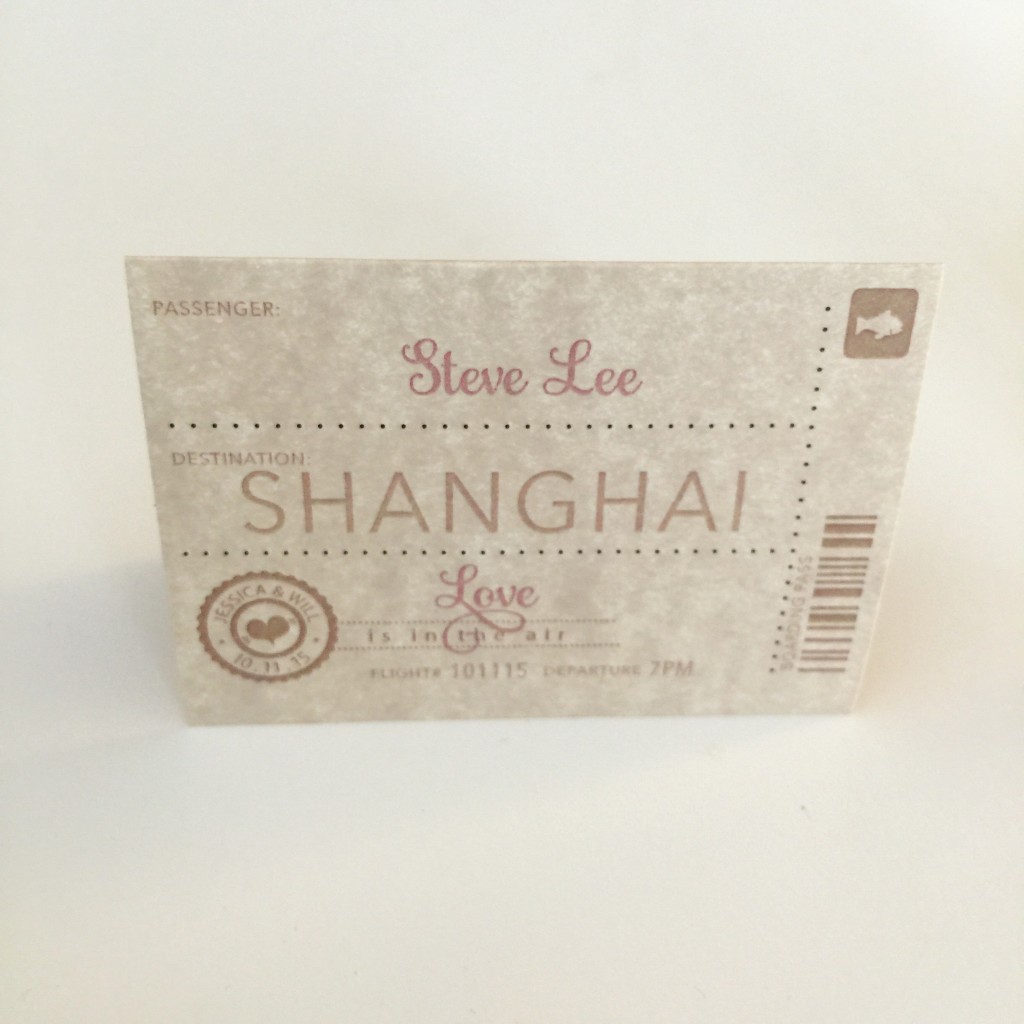 PASSENGER:
Steve Lee
DESTINATION:
SHANGHAI
Love
is in the air
FLIGHT# 101115 DEPARTURE 7PM
JESSICA & WILL
10.11.15
BOARDING PASS